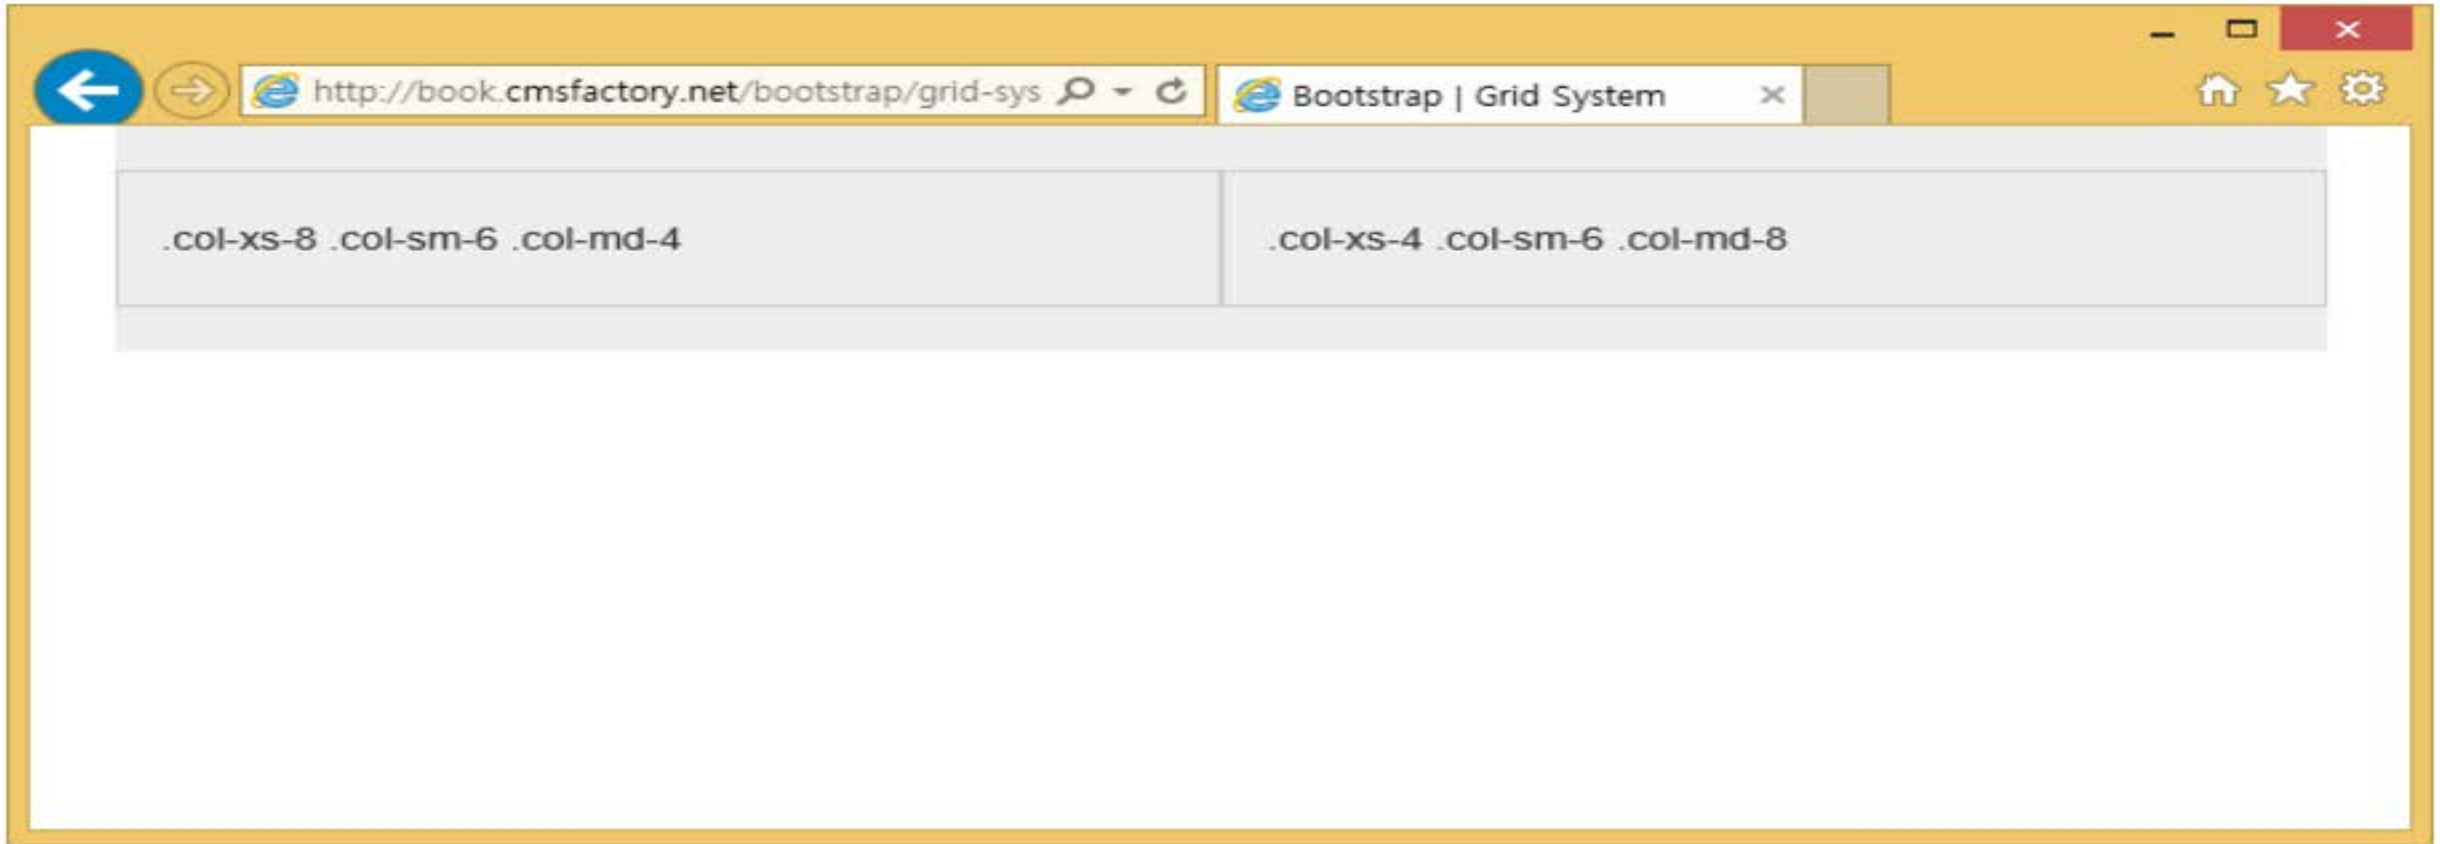 http://book.cmsfactory.net/bootstrap/grid-sys
Bootstrap | Grid System
.col-xs-8 .col-sm-6 .col-md-4
.col-xs-4 .col-sm-6 .col-md-8